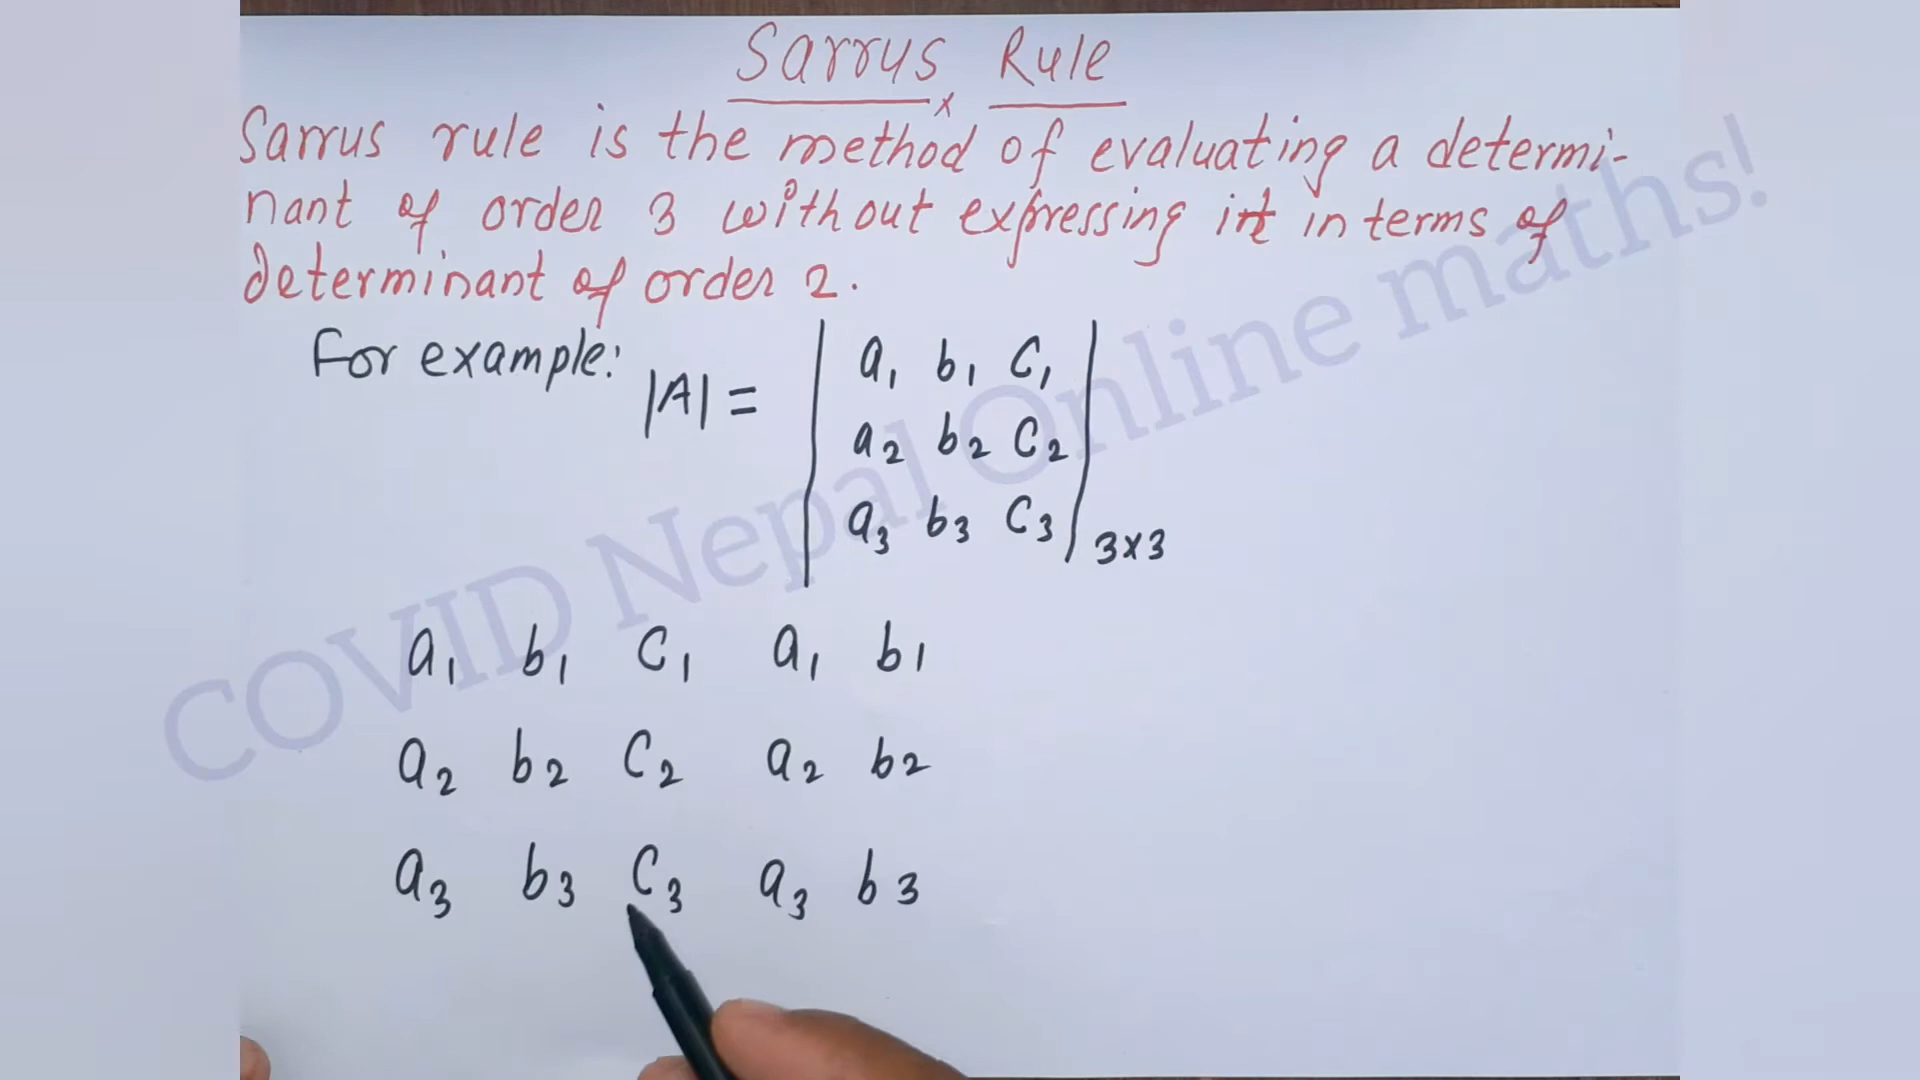 Sarrus Rule
x
Sarrus rule is the method of evaluating a determi-
nant of order 3 without expressing it in terms of
determinant of order 2.
For example:
|A| =
a₁ b₁ c₁
a₂ b₂ c₂
a₃ b₃ c₃
3×3
a₁ b₁ c₁ a₁ b₁
a₂ b₂ c₂ a₂ b₂
a₃ b₃ c₃ a₃ b₃
COVID Nepal Online maths!